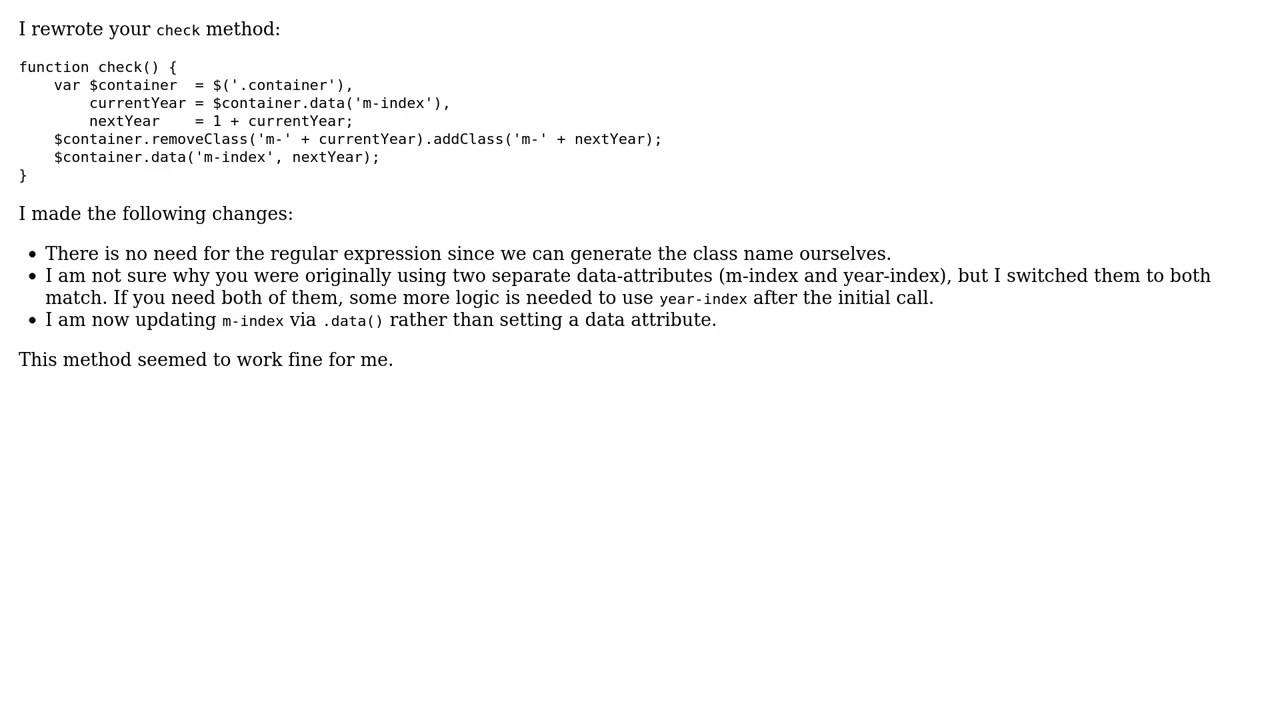 I rewrote your check method:
function check() {
    var $container  = $('.container'),
        currentYear = $container.data('m-index'),
        nextYear    = 1 + currentYear;
    $container.removeClass('m-' + currentYear).addClass('m-' + nextYear);
    $container.data('m-index', nextYear);
}
I made the following changes:
• There is no need for the regular expression since we can generate the class name ourselves.
• I am not sure why you were originally using two separate data-attributes (m-index and year-index), but I switched them to both
match. If you need both of them, some more logic is needed to use year-index after the initial call.
• I am now updating m-index via .data() rather than setting a data attribute.
This method seemed to work fine for me.